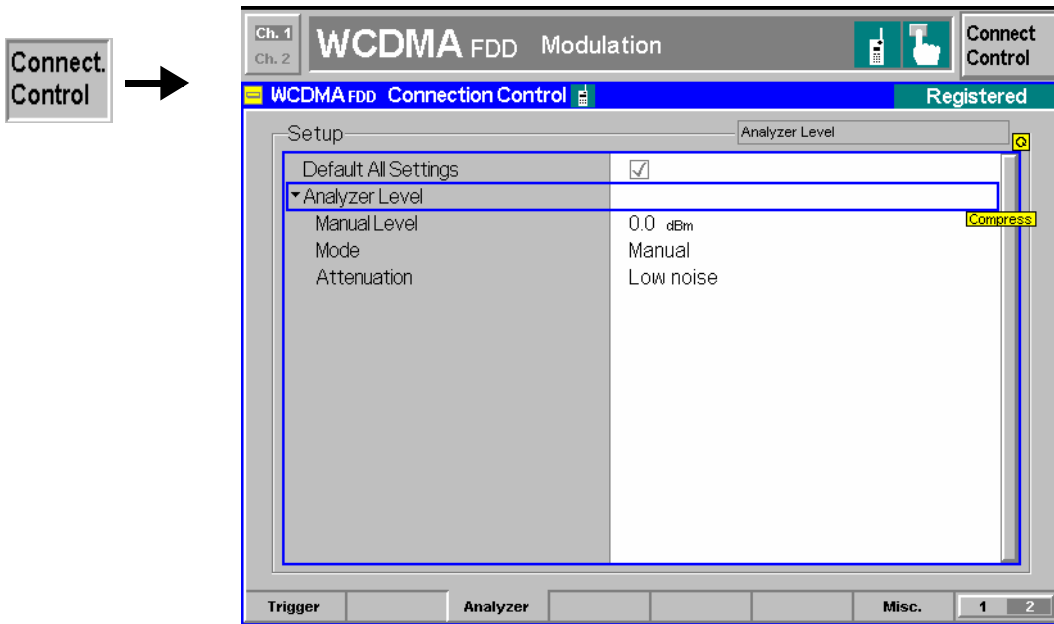 Connect.
Control
Ch. 1
Ch. 2
WCDMA FDD Modulation
Connect
Control
WCDMA FDD Connection Control
Registered
Setup
Analyzer Level
Default All Settings
Analyzer Level
Compress
Manual Level 0.0 dBm
Mode Manual
Attenuation Low noise
Trigger Analyzer Misc. 1 2